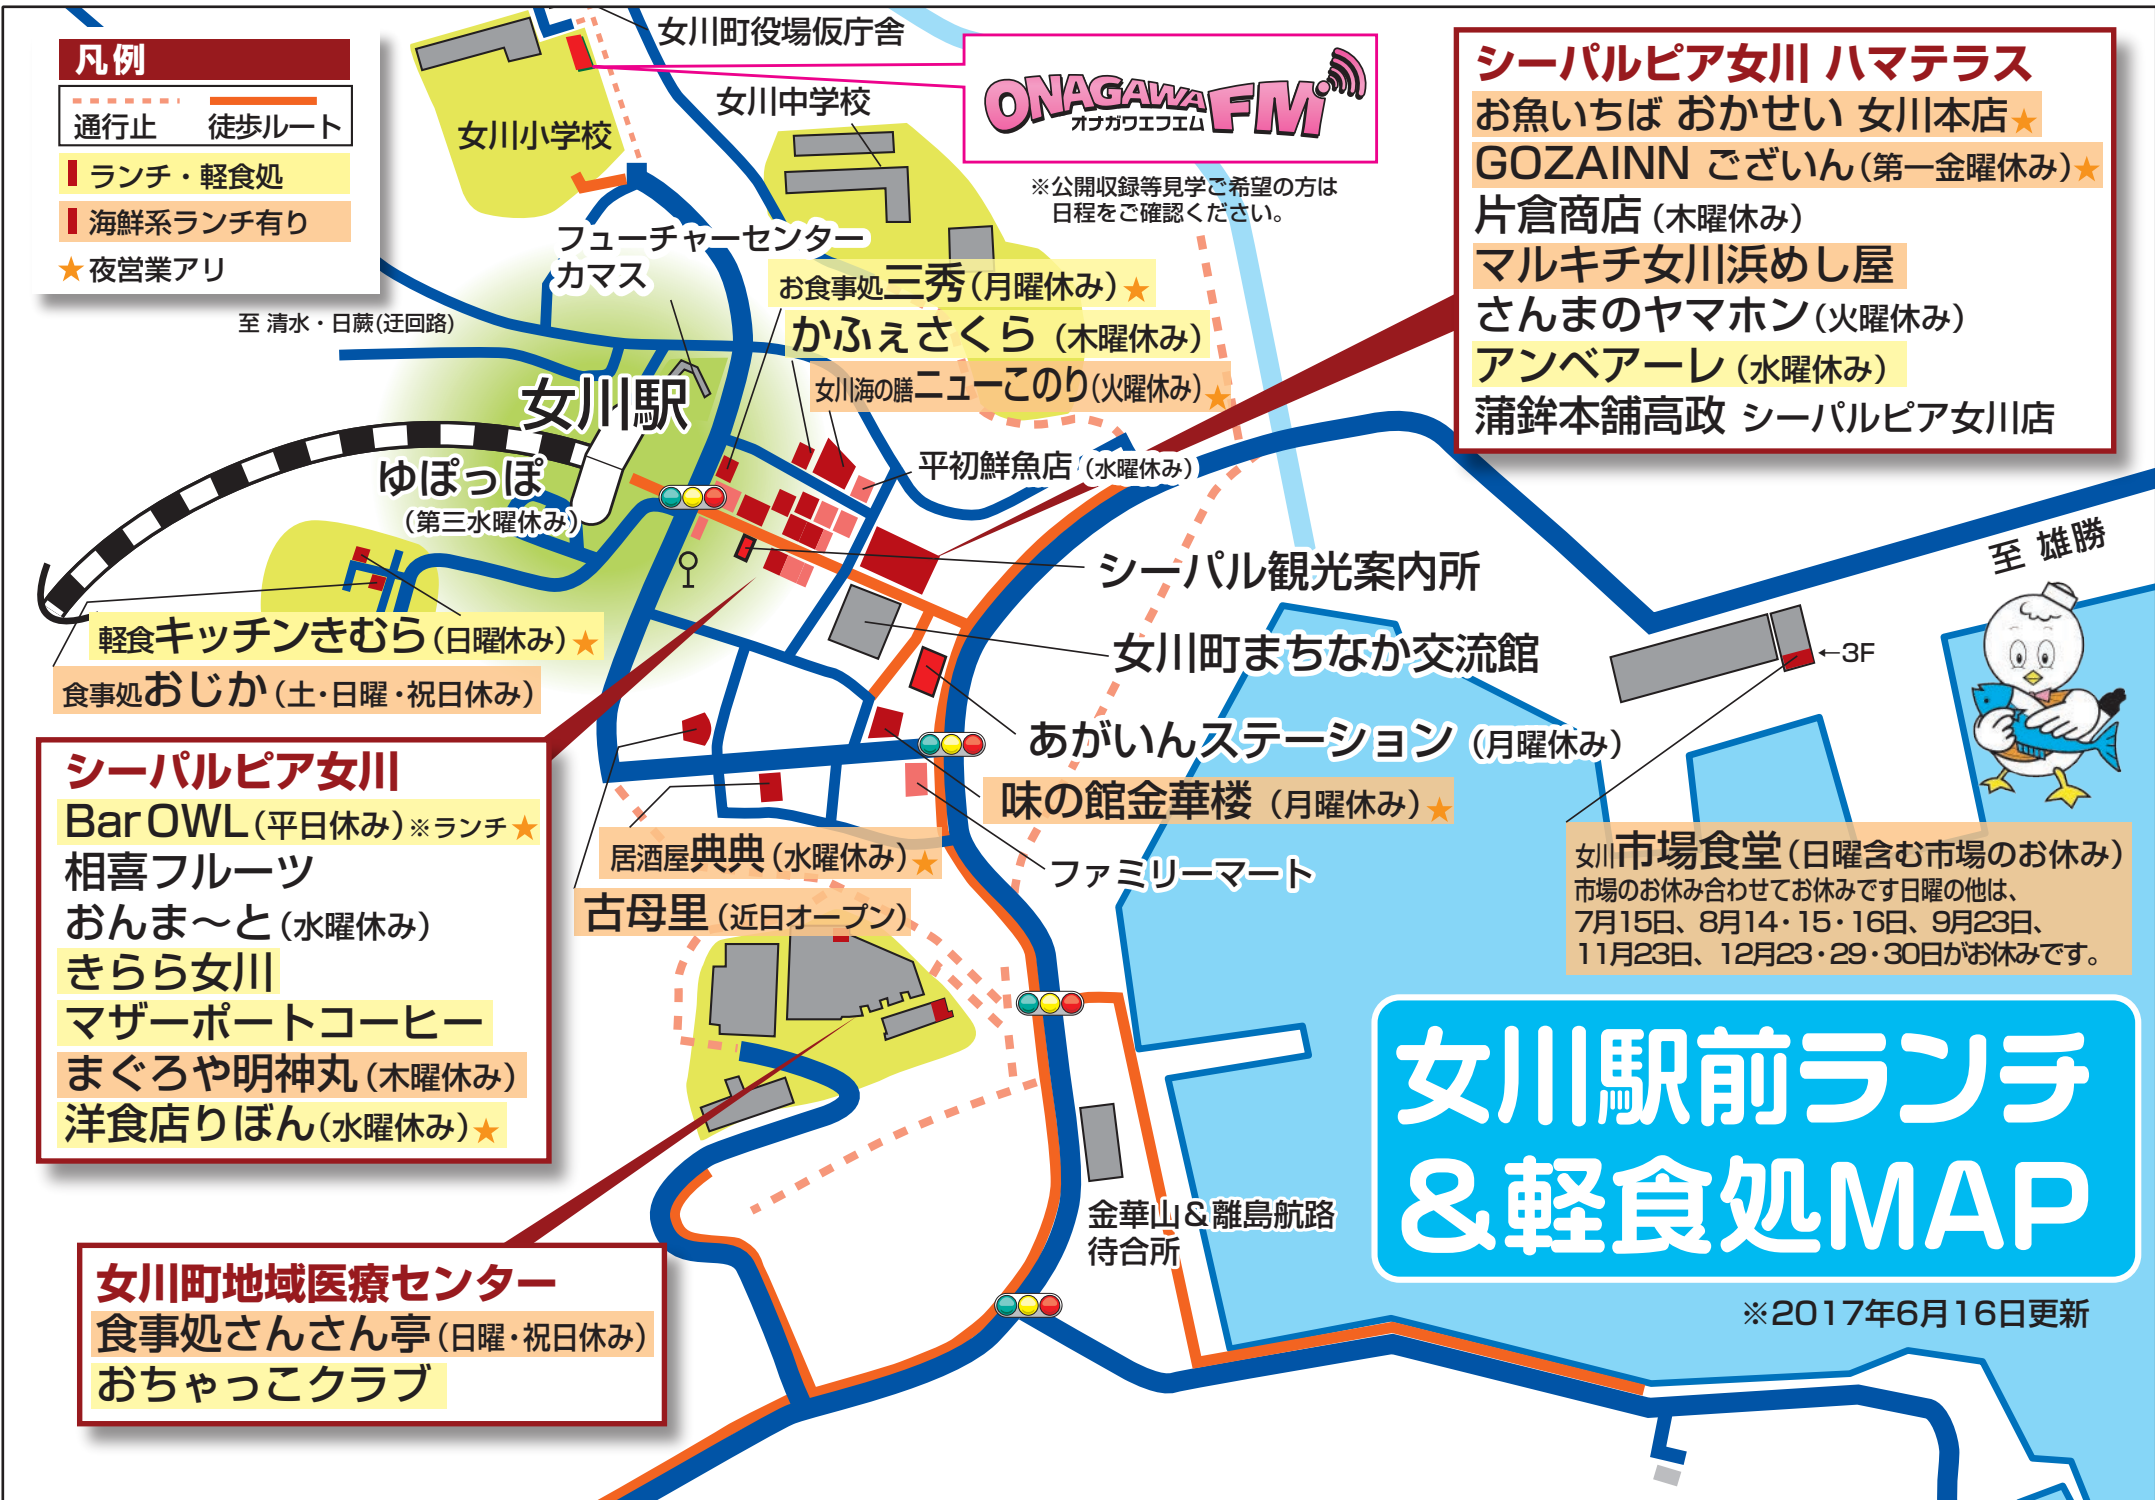 凡例
通行止
徒歩ルート
ランチ・軽食処
海鮮系ランチ有り
★夜営業アリ
女川町役場仮庁舎
女川小学校
女川中学校
ONAGAWA FM
オナガワエフエム
※公開収録等見学ご希望の方は
日程をご確認ください。
シーパルピア女川 ハマテラス
お魚いちば おかせい 女川本店★
GOZAINN ございん(第一金曜休み)★
片倉商店(木曜休み)
マルキチ女川浜めし屋
さんまのヤマホン(火曜休み)
アンベアーレ(水曜休み)
蒲鉾本舗高政 シーパルピア女川店
フューチャーセンター
カマス
至 清水・日蕨(迂回路)
お食事処三秀(月曜休み)★
かふぇさくら(木曜休み)
女川海の膳ニューこのり(火曜休み)★
平初鮮魚店(水曜休み)
女川駅
ゆぽっぽ
(第三水曜休み)
シーパル観光案内所
女川町まちなか交流館
至 雄勝
←3F
軽食キッチンきむら(日曜休み)★
食事処おじか(土・日曜・祝日休み)
あがいんステーション(月曜休み)
味の館金華楼(月曜休み)★
ファミリーマート
居酒屋典典(水曜休み)★
古母里(近日オープン)
シーパルピア女川
Bar OWL(平日休み)※ランチ★
相喜フルーツ
おんま～と(水曜休み)
きらら女川
マザーポートコーヒー
まぐろや明神丸(木曜休み)
洋食店りぼん(水曜休み)★
女川市場食堂(日曜含む市場のお休み)
市場のお休み合わせてお休みです日曜の他は、
7月15日、8月14・15・16日、9月23日、
11月23日、12月23・29・30日がお休みです。
女川駅前ランチ
&軽食処MAP
※2017年6月16日更新
金華山&離島航路
待合所
女川町地域医療センター
食事処さんさん亭(日曜・祝日休み)
おちゃっこクラブ